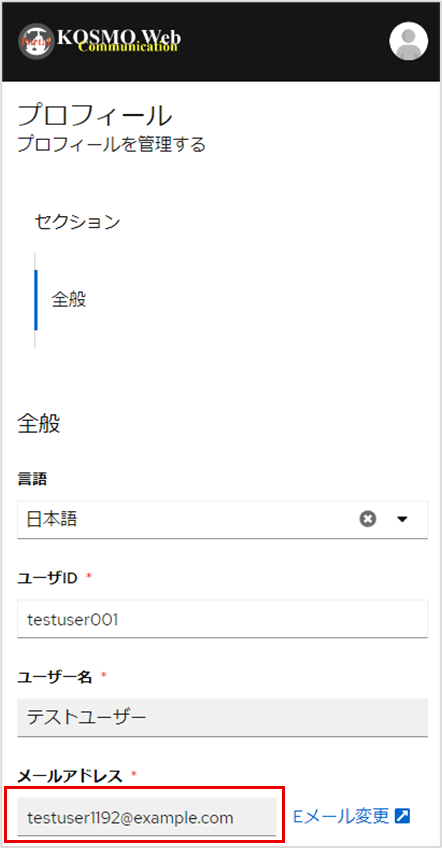 Portal
KOSMO Web
Communication
プロフィール
プロフィールを管理する
セクション
全般
全般
言語
日本語
ユーザID *
testuser001
ユーザー名 *
テストユーザー
メールアドレス *
testuser1192@example.com Eメール変更